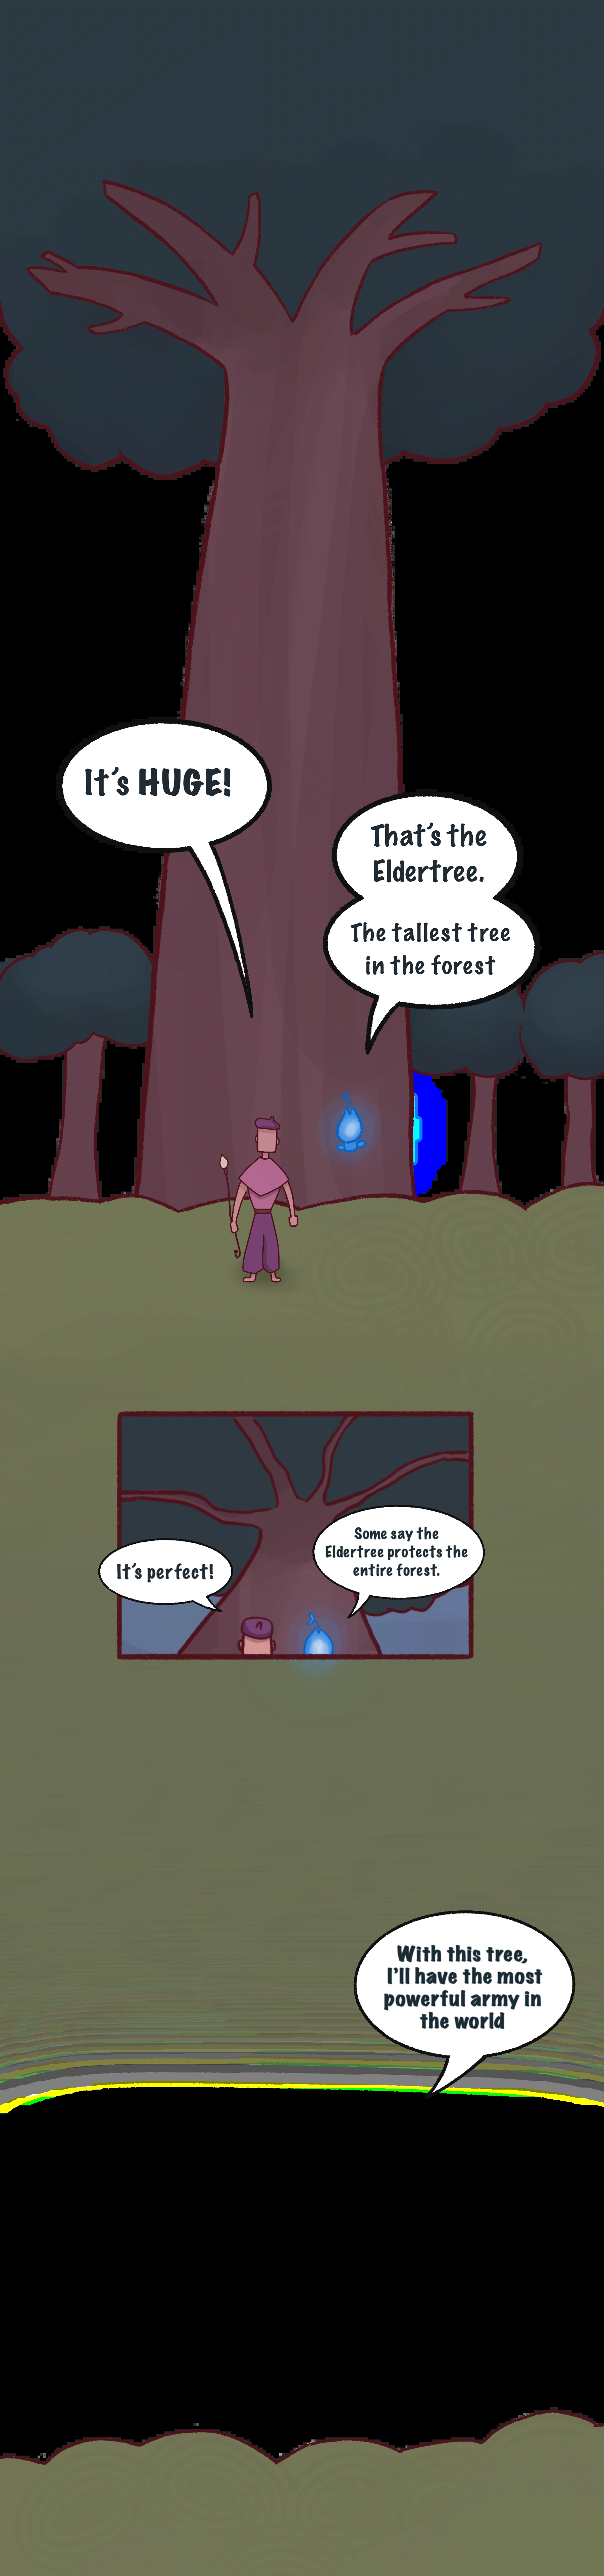 It's HUGE!
That's the
Eldertree.
The tallest tree
in the forest
Some say the
Eldertree protects the
entire forest.
It's perfect!
With this tree,
I'll have the most
powerful army in
the world